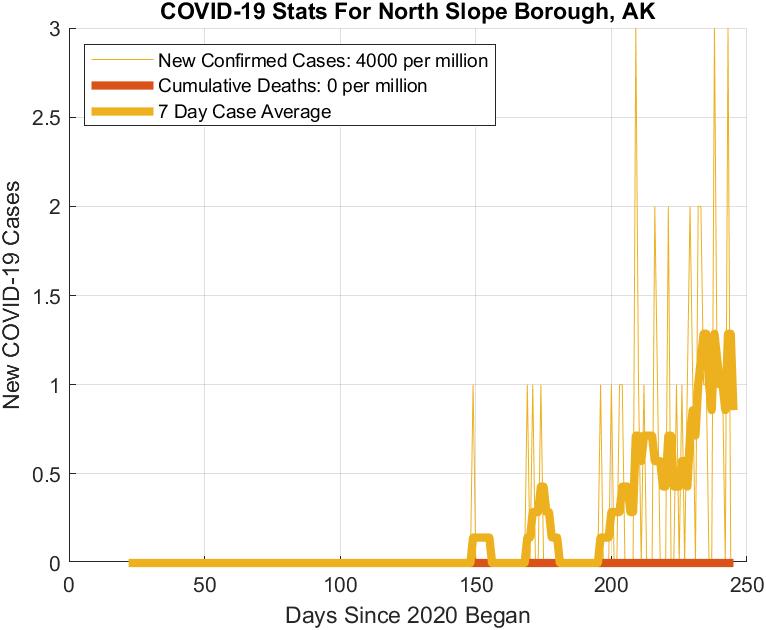 COVID-19 Stats For North Slope Borough, AK
New Confirmed Cases: 4000 per million
Cumulative Deaths: 0 per million
7 Day Case Average
New COVID-19 Cases
3
2.5
2
1.5
1
0.5
0
0 50 100 150 200 250
Days Since 2020 Began